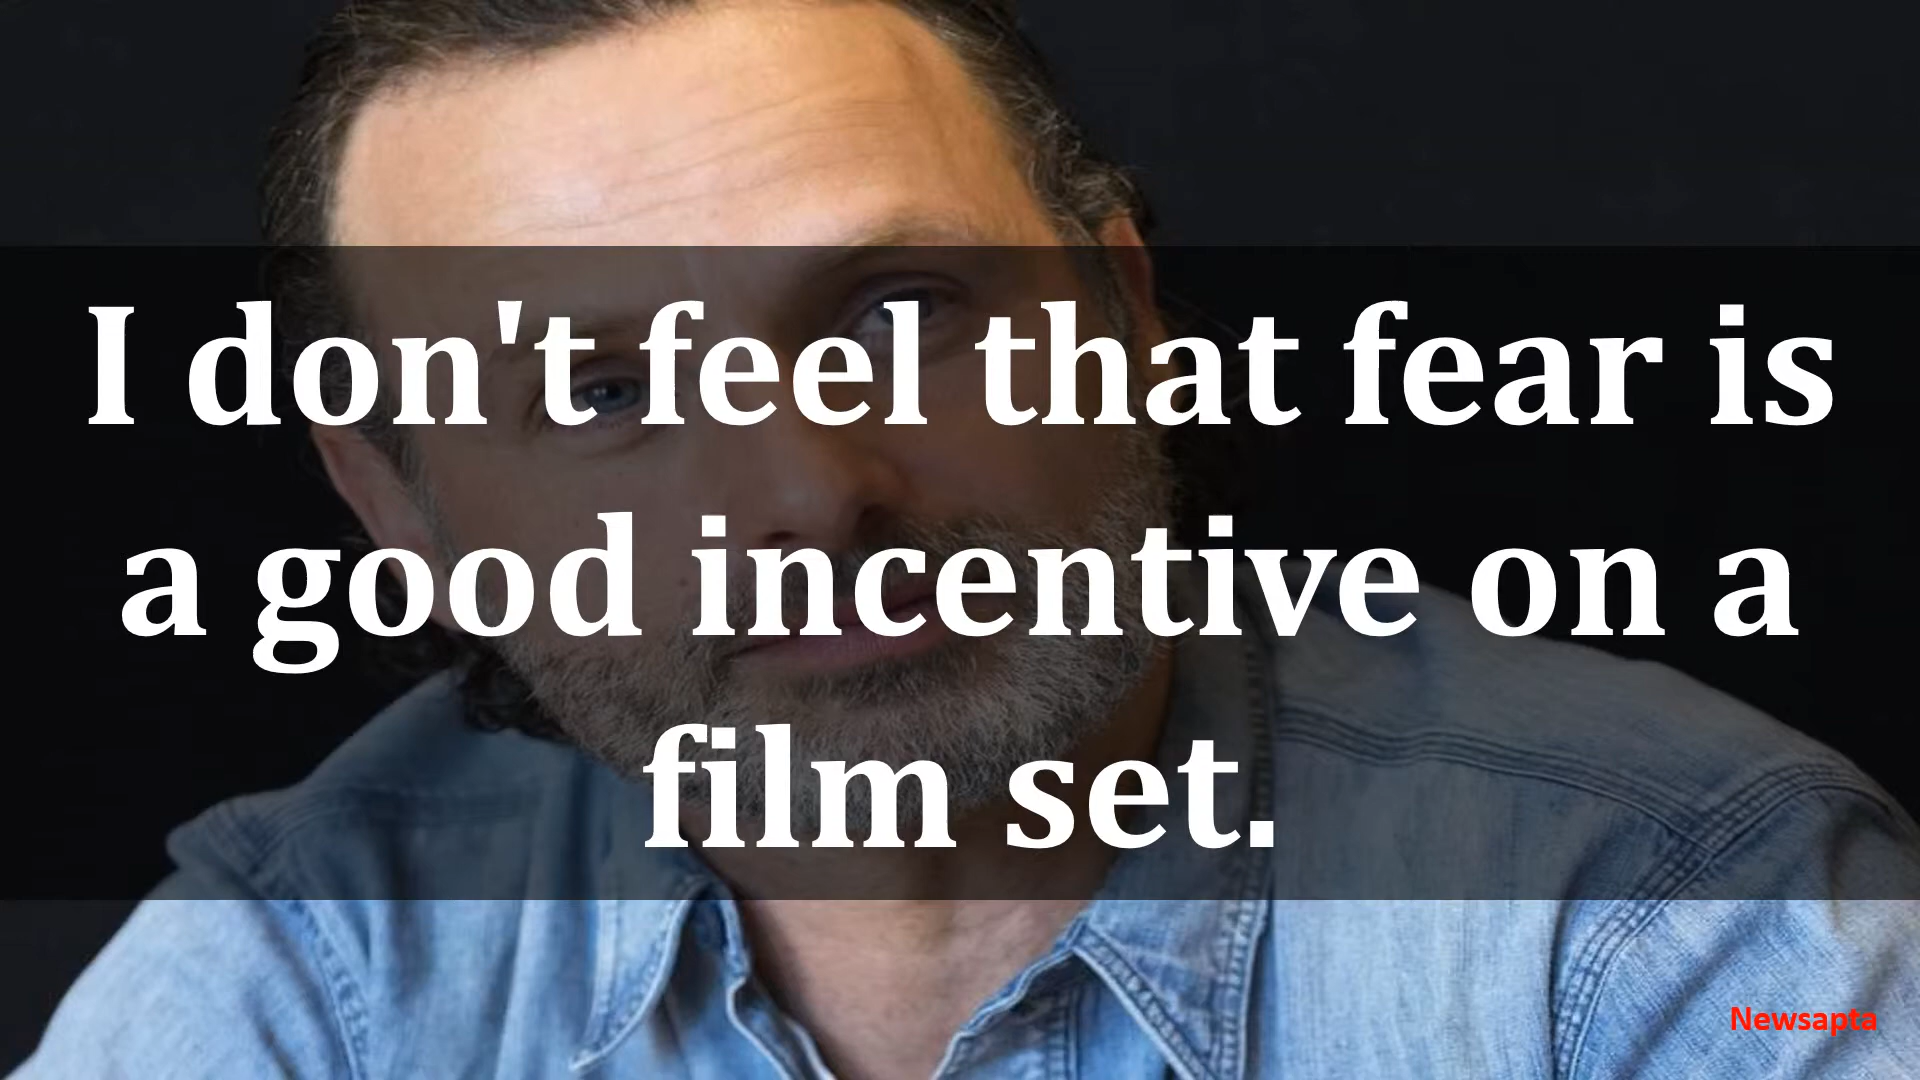 I don't feel that fear is
a good incentive on a
film set.
Newsapta